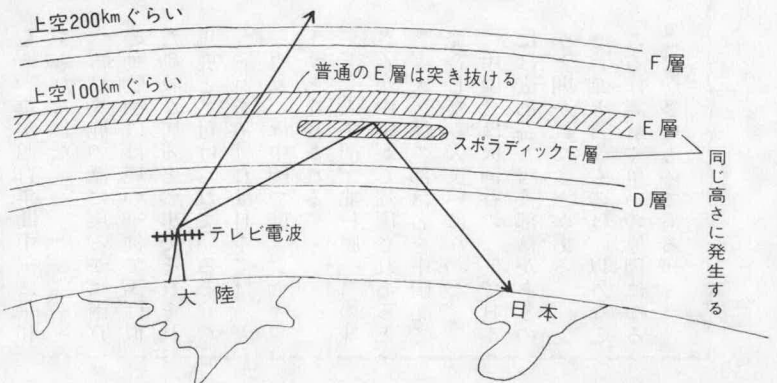 上空200kmぐらい
F層
普通のE層は突き抜ける
上空100kmぐらい
E層
スポラディックE層
同じ高さに発生する
D層
テレビ電波
大陸
日本